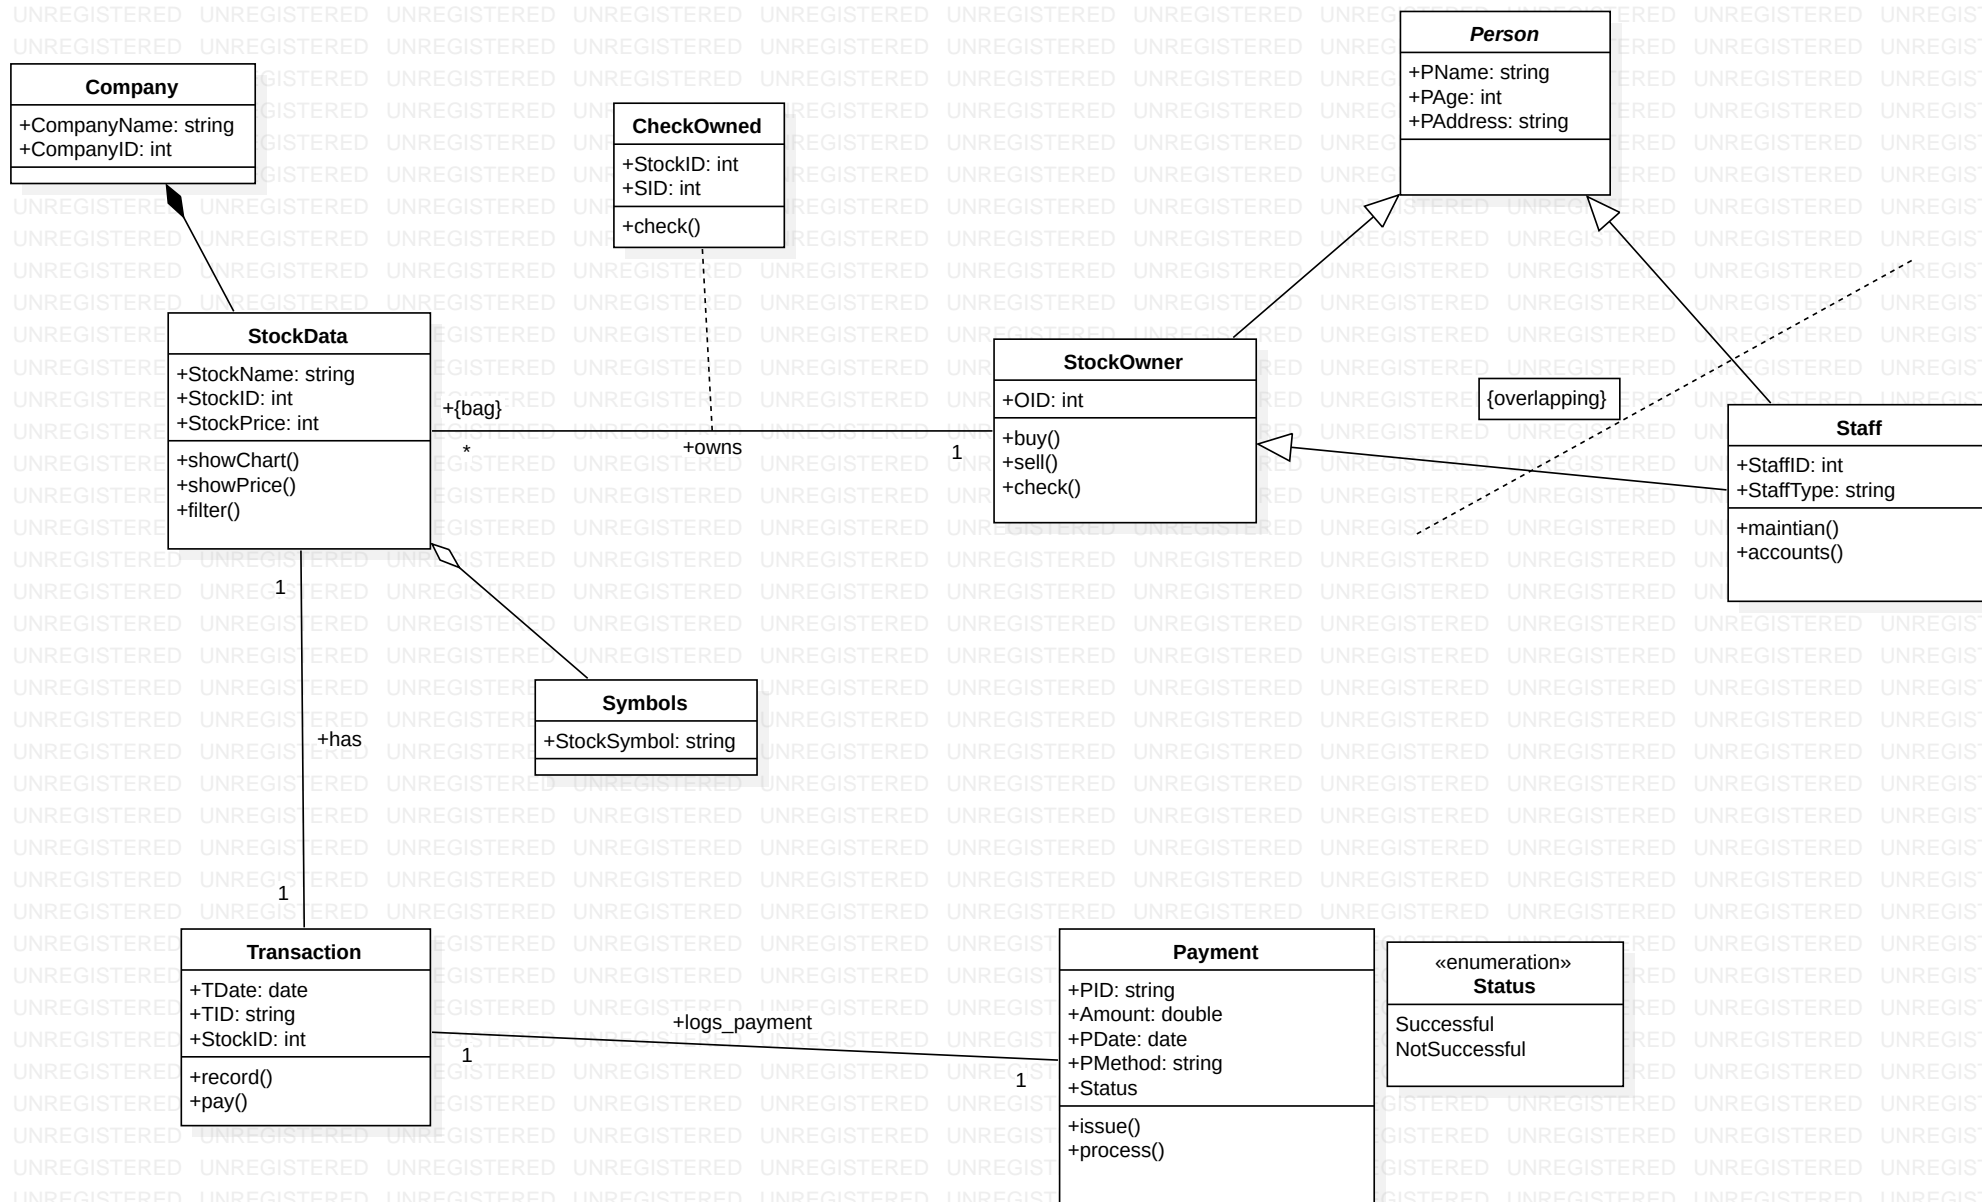 Person
+PName: string
+PAge: int
+PAddress: string
Company
+CompanyName: string
+CompanyID: int
CheckOwned
+StockID: int
+SID: int
+check()
StockData
+StockName: string
+StockID: int
+StockPrice: int
+showChart()
+showPrice()
+filter()
+{bag}
*
+owns
1
StockOwner
+OID: int
+buy()
+sell()
+check()
{overlapping}
Staff
+StaffID: int
+StaffType: string
+maintian()
+accounts()
1
+has
1
Symbols
+StockSymbol: string
Transaction
+TDate: date
+TID: string
+StockID: int
+record()
+pay()
+logs_payment
1
1
Payment
+PID: string
+Amount: double
+PDate: date
+PMethod: string
+Status
+issue()
+process()
«enumeration»
Status
Successful
NotSuccessful
UNREGISTERED